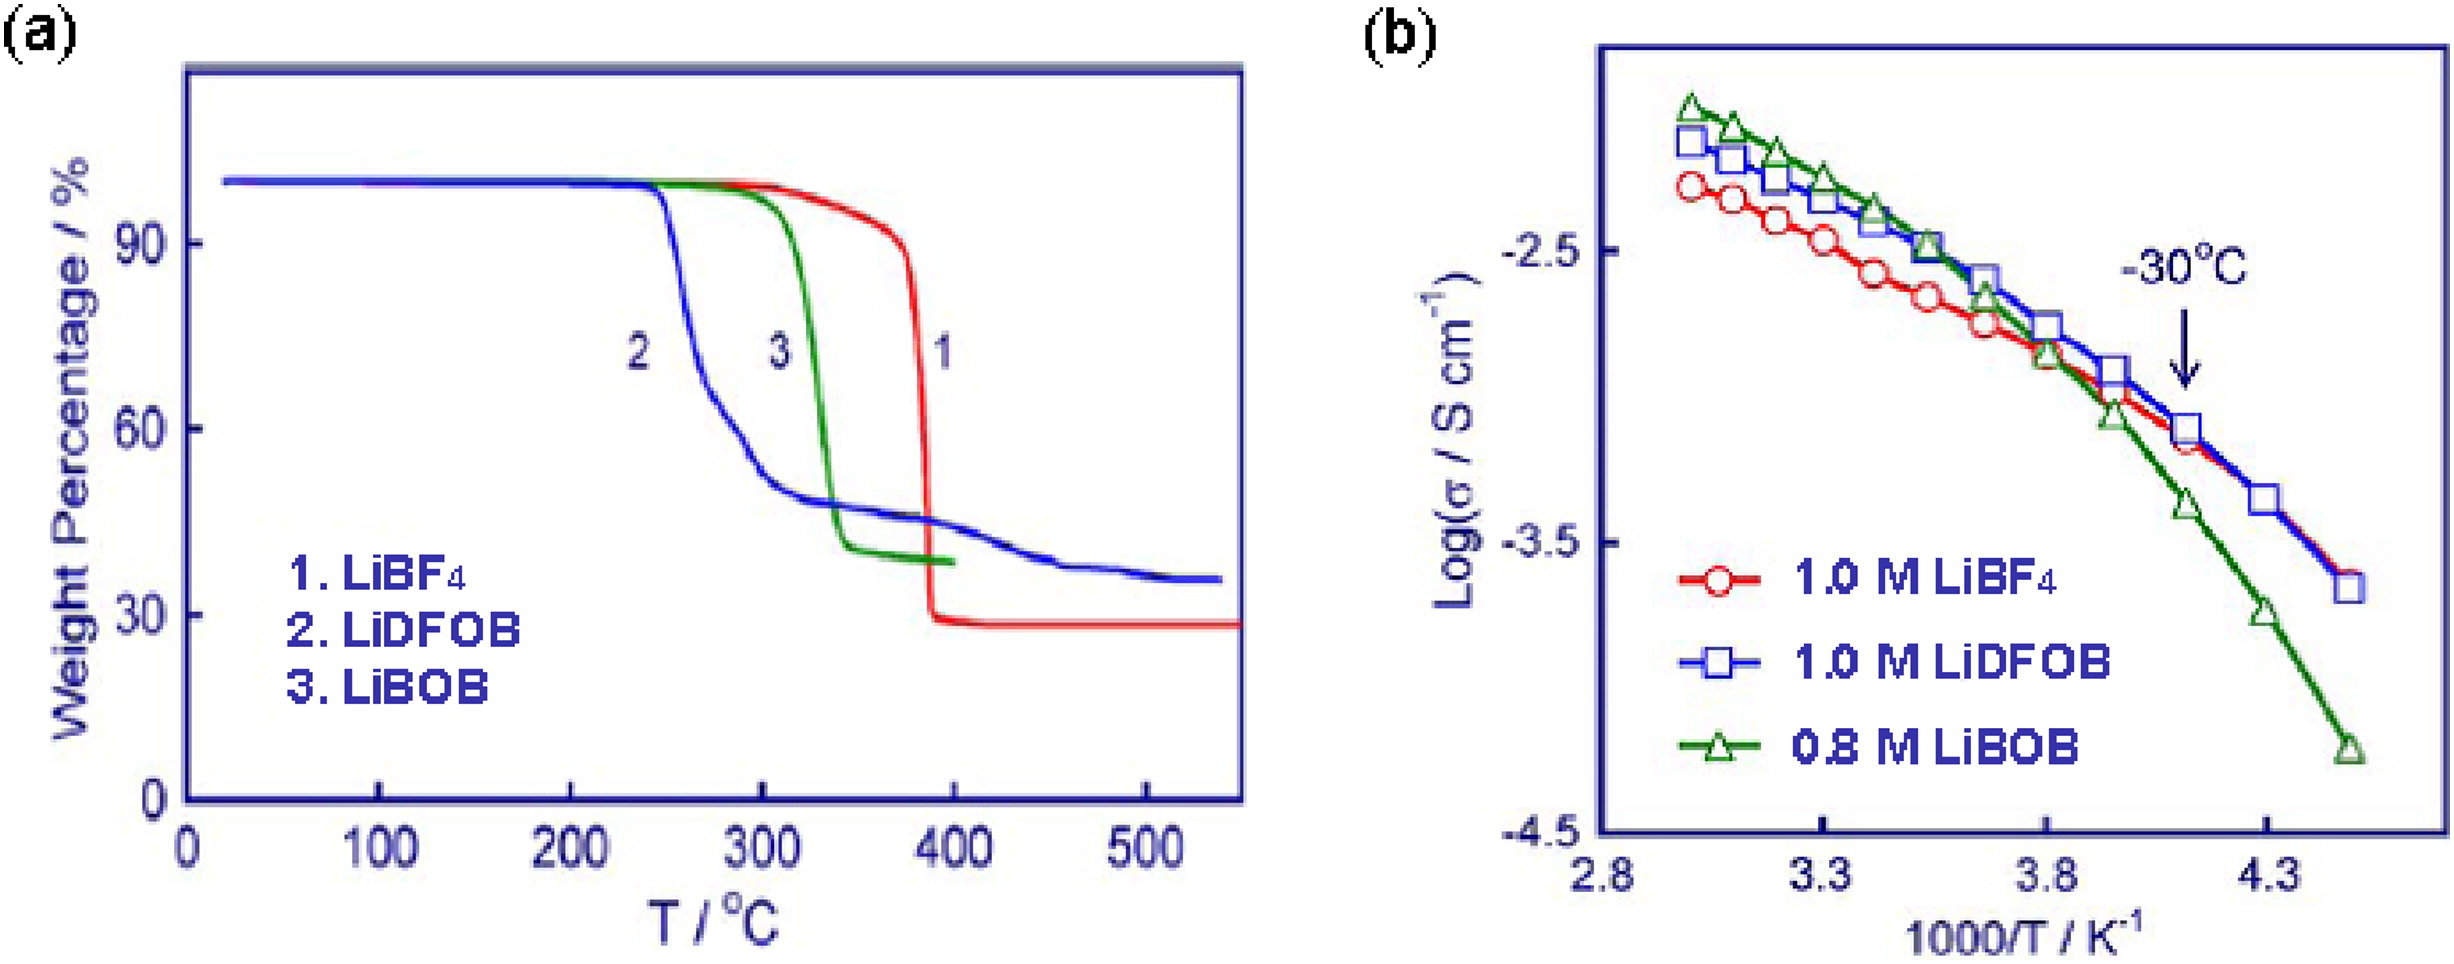 (a)
Weight Percentage / %
90
60
30
0
2
3
1
1. LiBF₄
2. LiDFOB
3. LiBOB
0 100 200 300 400 500
T / °C
(b)
Log(σ / S cm⁻¹)
-2.5
-3.5
-4.5
-30°C
1.0 M LiBF₄
1.0 M LiDFOB
0.8 M LiBOB
2.8 3.3 3.8 4.3
1000/T / K⁻¹